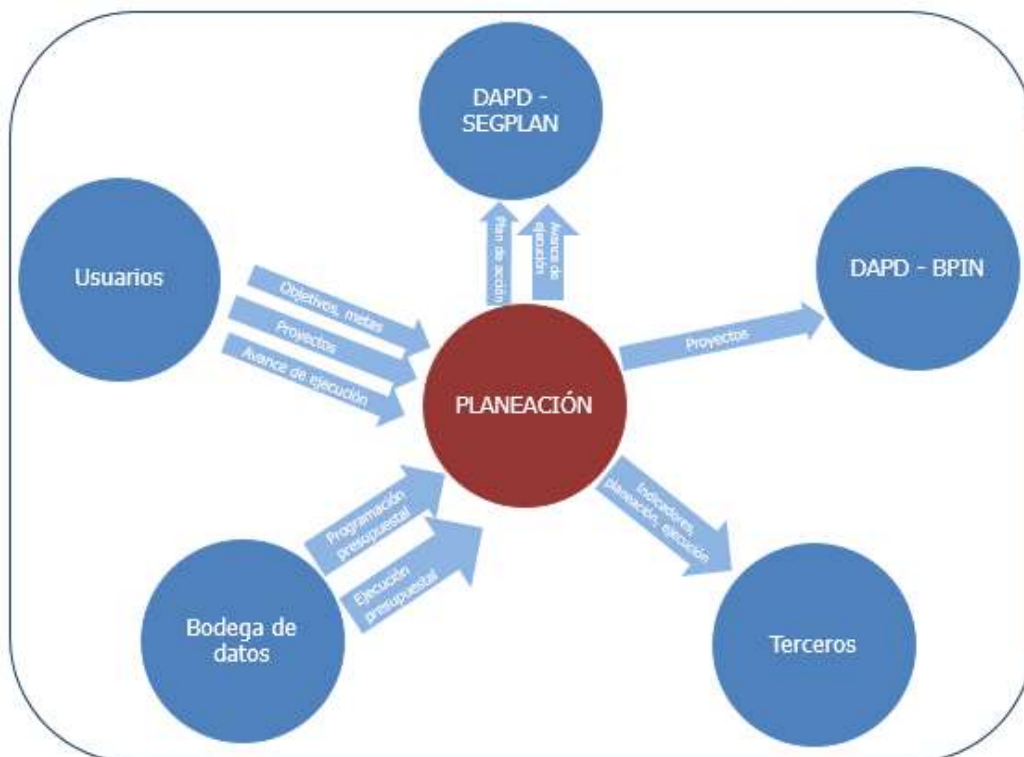 DAPD -
SEGPLAN
Usuarios
DAPD - BPIN
Plan de acción
Avance de
ejecución
Objetivos, metas
Proyectos
Avance de ejecución
Proyectos
PLANEACIÓN
Programación
presupuestal
Ejecución
presupuestal
Indicadores,
planeación, ejecución
Bodega de
datos
Terceros